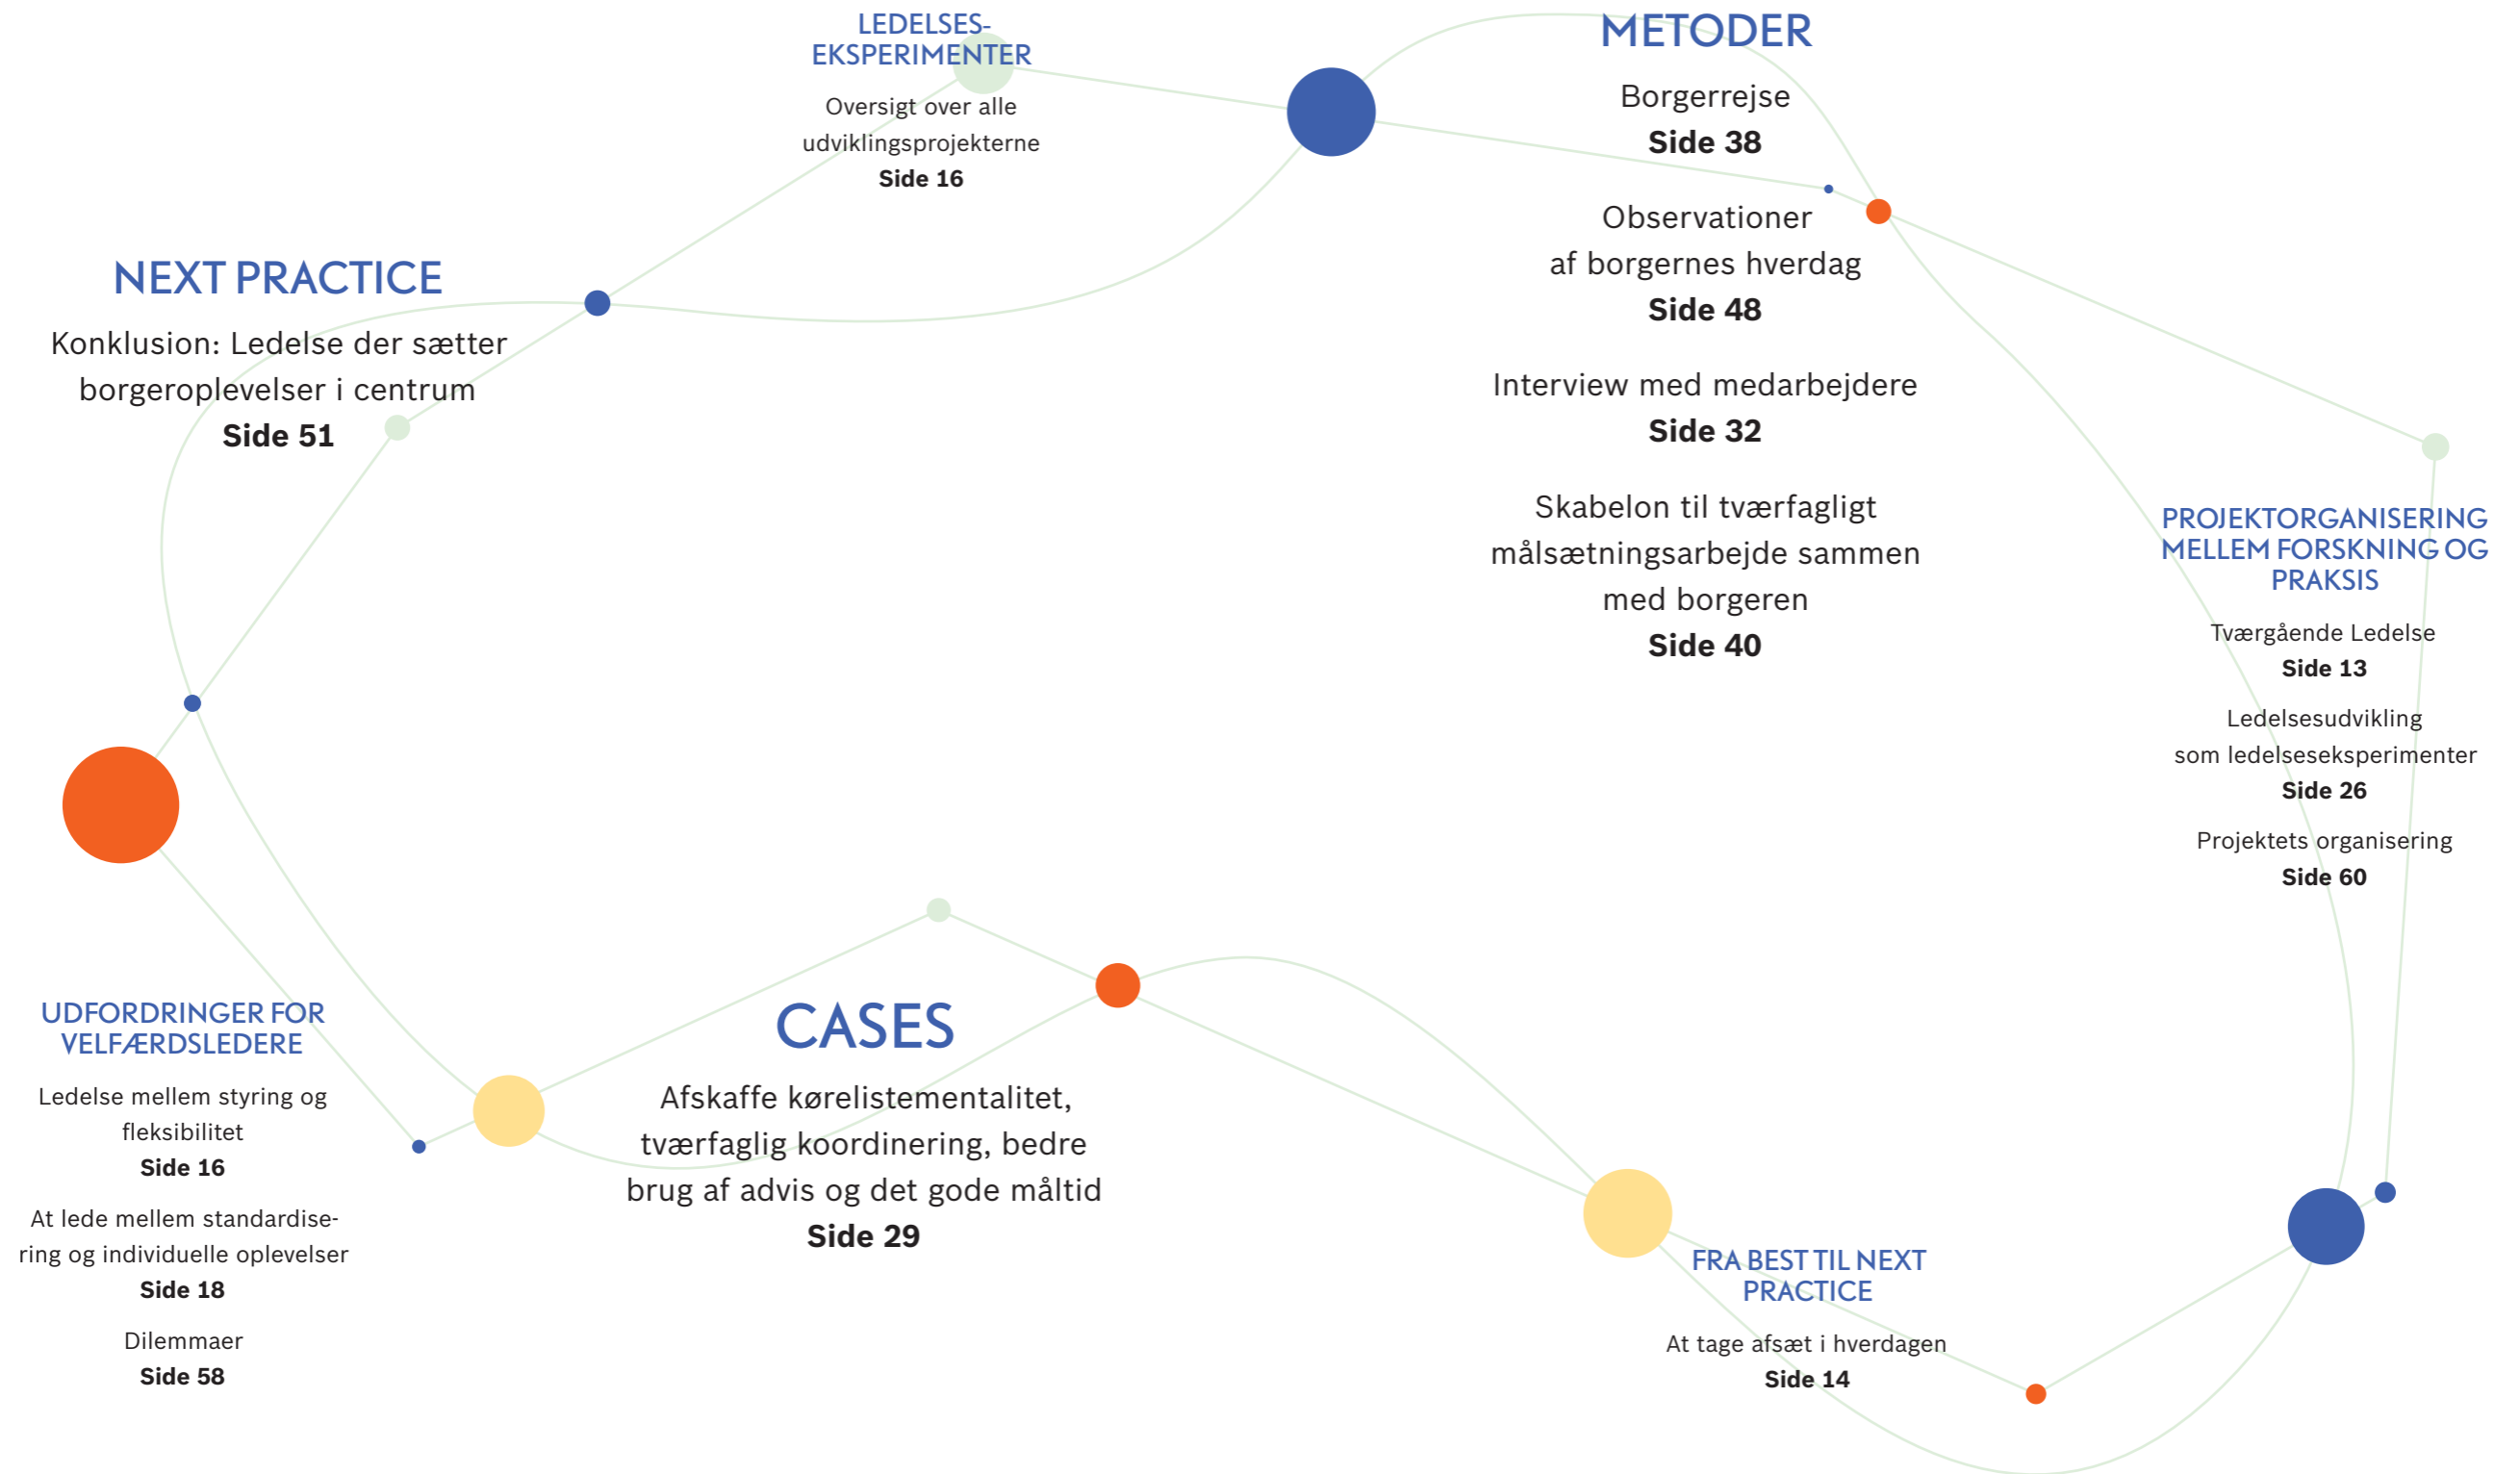 LEDELSES-
EKSPERIMENTER
Oversigt over alle
udviklingsprojekterne
Side 16
METODER
Borgerrejse
Side 38
Observationer
af borgernes hverdag
Side 48
Interview med medarbejdere
Side 32
Skabelon til tværfagligt
målsætningsarbejde sammen
med borgeren
Side 40
NEXT PRACTICE
Konklusion: Ledelse der sætter
borgeroplevelser i centrum
Side 51
PROJEKTORGANISERING
MELLEM FORSKNING OG
PRAKSIS
Tværgående Ledelse
Side 13
Ledelsesudvikling
som ledelseseksperimenter
Side 26
Projektets organisering
Side 60
UDFORDRINGER FOR
VELFÆRDSLEDERE
Ledelse mellem styring og
fleksibilitet
Side 16
At lede mellem standardise-
ring og individuelle oplevelser
Side 18
Dilemmaer
Side 58
CASES
Afskaffe kørelistementalitet,
tværfaglig koordinering, bedre
brug af advis og det gode måltid
Side 29
FRA BEST TIL NEXT
PRACTICE
At tage afsæt i hverdagen
Side 14